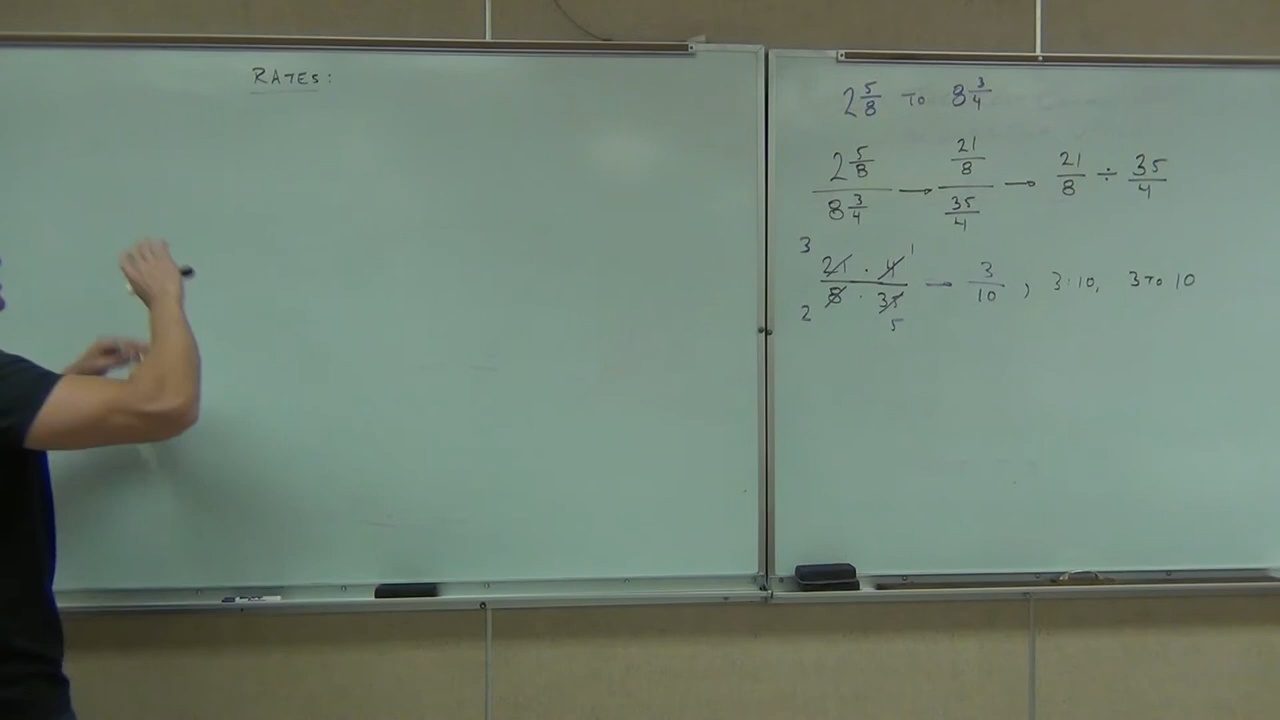 RATES:
2 5/8 TO 8 3/4
2 5/8 / 8 3/4 → 21/8 / 35/4 → 21/8 ÷ 35/4
3 1
21 · 4 / 8 · 35 → 3/10 , 3:10, 3 TO 10
2 5